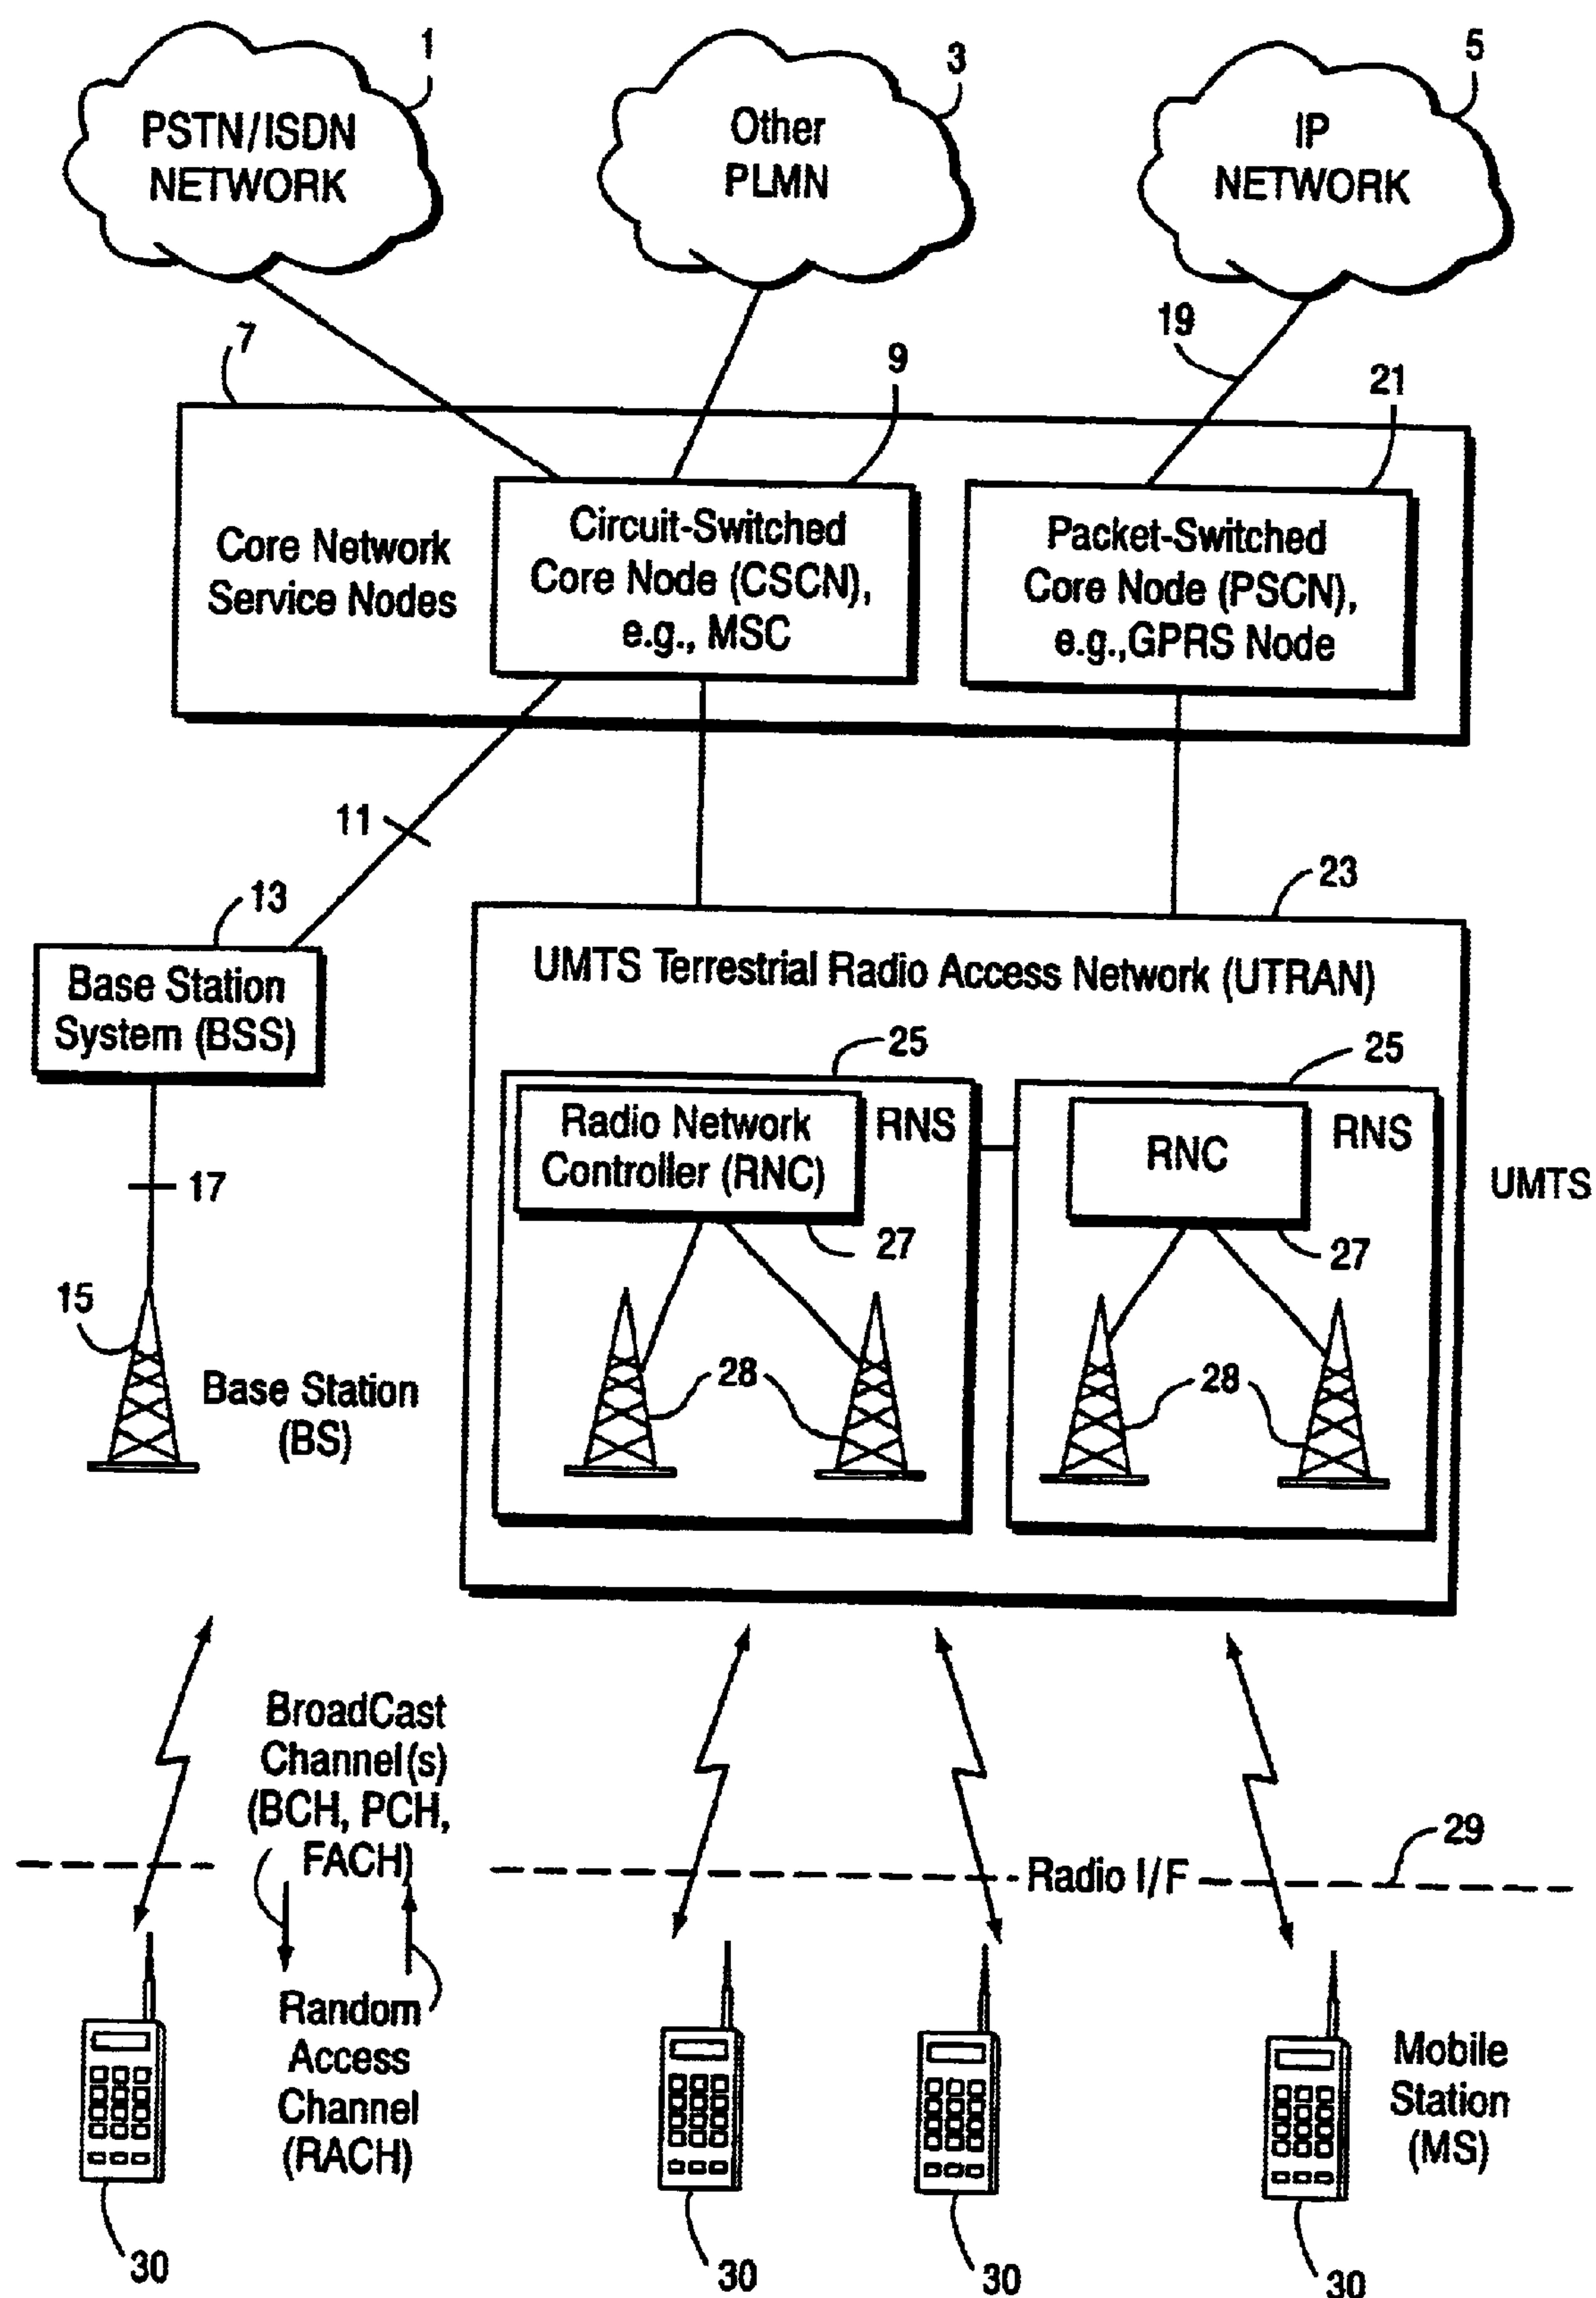 1
3
5
PSTN/ISDN
NETWORK
Other
PLMN
IP
NETWORK
19
7
9
21
Core Network
Service Nodes
Circuit-Switched
Core Node (CSCN),
e.g., MSC
Packet-Switched
Core Node (PSCN),
e.g.,GPRS Node
11
13
23
Base Station
System (BSS)
UMTS Terrestrial Radio Access Network (UTRAN)
25
25
Radio Network
Controller (RNC)
RNS
RNC
RNS
UMTS
17
27
27
15
28
28
Base Station
(BS)
BroadCast
Channel(s)
(BCH, PCH,
FACH)
29
Radio I/F
Random
Access
Channel
(RACH)
Mobile
Station
(MS)
30
30
30
30